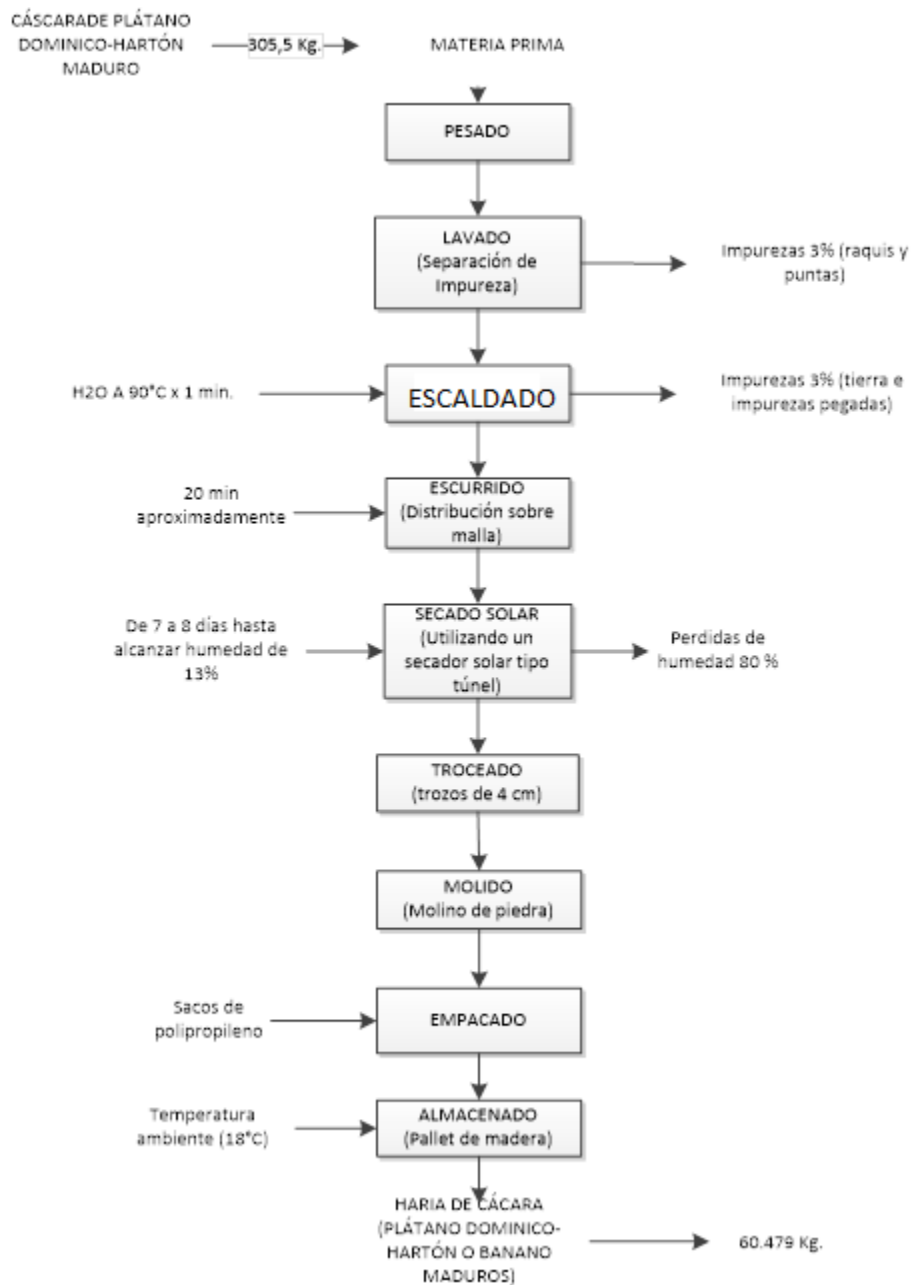 CÁSCARADE PLÁTANO
DOMINICO-HARTÓN
MADURO
305,5 Kg.
MATERIA PRIMA
PESADO
LAVADO
(Separación de
Impureza)
Impurezas 3% (raquis y
puntas)
H2O A 90°C x 1 min.
ESCALDADO
Impurezas 3% (tierra e
impurezas pegadas)
20 min
aproximadamente
ESCURRIDO
(Distribución sobre
malla)
De 7 a 8 días hasta
alcanzar humedad de
13%
SECADO SOLAR
(Utilizando un
secador solar tipo
túnel)
Perdidas de
humedad 80 %
TROCEADO
(trozos de 4 cm)
MOLIDO
(Molino de piedra)
Sacos de
polipropileno
EMPACADO
Temperatura
ambiente (18°C)
ALMACENADO
(Pallet de madera)
HARIA DE CÁCARA
(PLÁTANO DOMINICO-
HARTÓN O BANANO
MADUROS)
60.479 Kg.